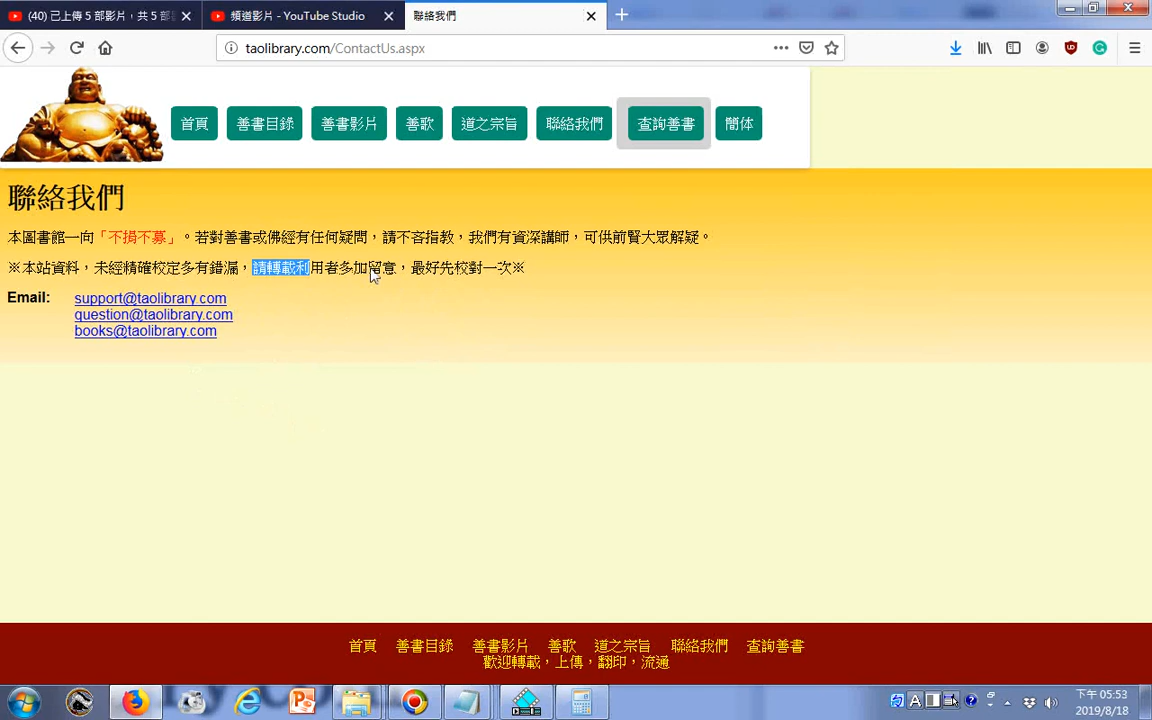 (40) 已上傳 5 部影片，共 5 部
頻道影片 - YouTube Studio
聯絡我們
taolibrary.com/ContactUs.aspx
首頁
善書目錄
善書影片
善歌
道之宗旨
聯絡我們
查詢善書
簡体
聯絡我們
本圖書館一向「不捐不募」。若對善書或佛經有任何疑問，請不吝指教，我們有資深講師，可供前賢大眾解疑。
※本站資料，未經精確校定多有錯漏，請轉載利用者多加留意，最好先校對一次※
Email:
support@taolibrary.com
question@taolibrary.com
books@taolibrary.com
首頁 善書目錄 善書影片 善歌 道之宗旨 聯絡我們 查詢善書
歡迎轉載，上傳，翻印，流通
下午 05:53
2019/8/18